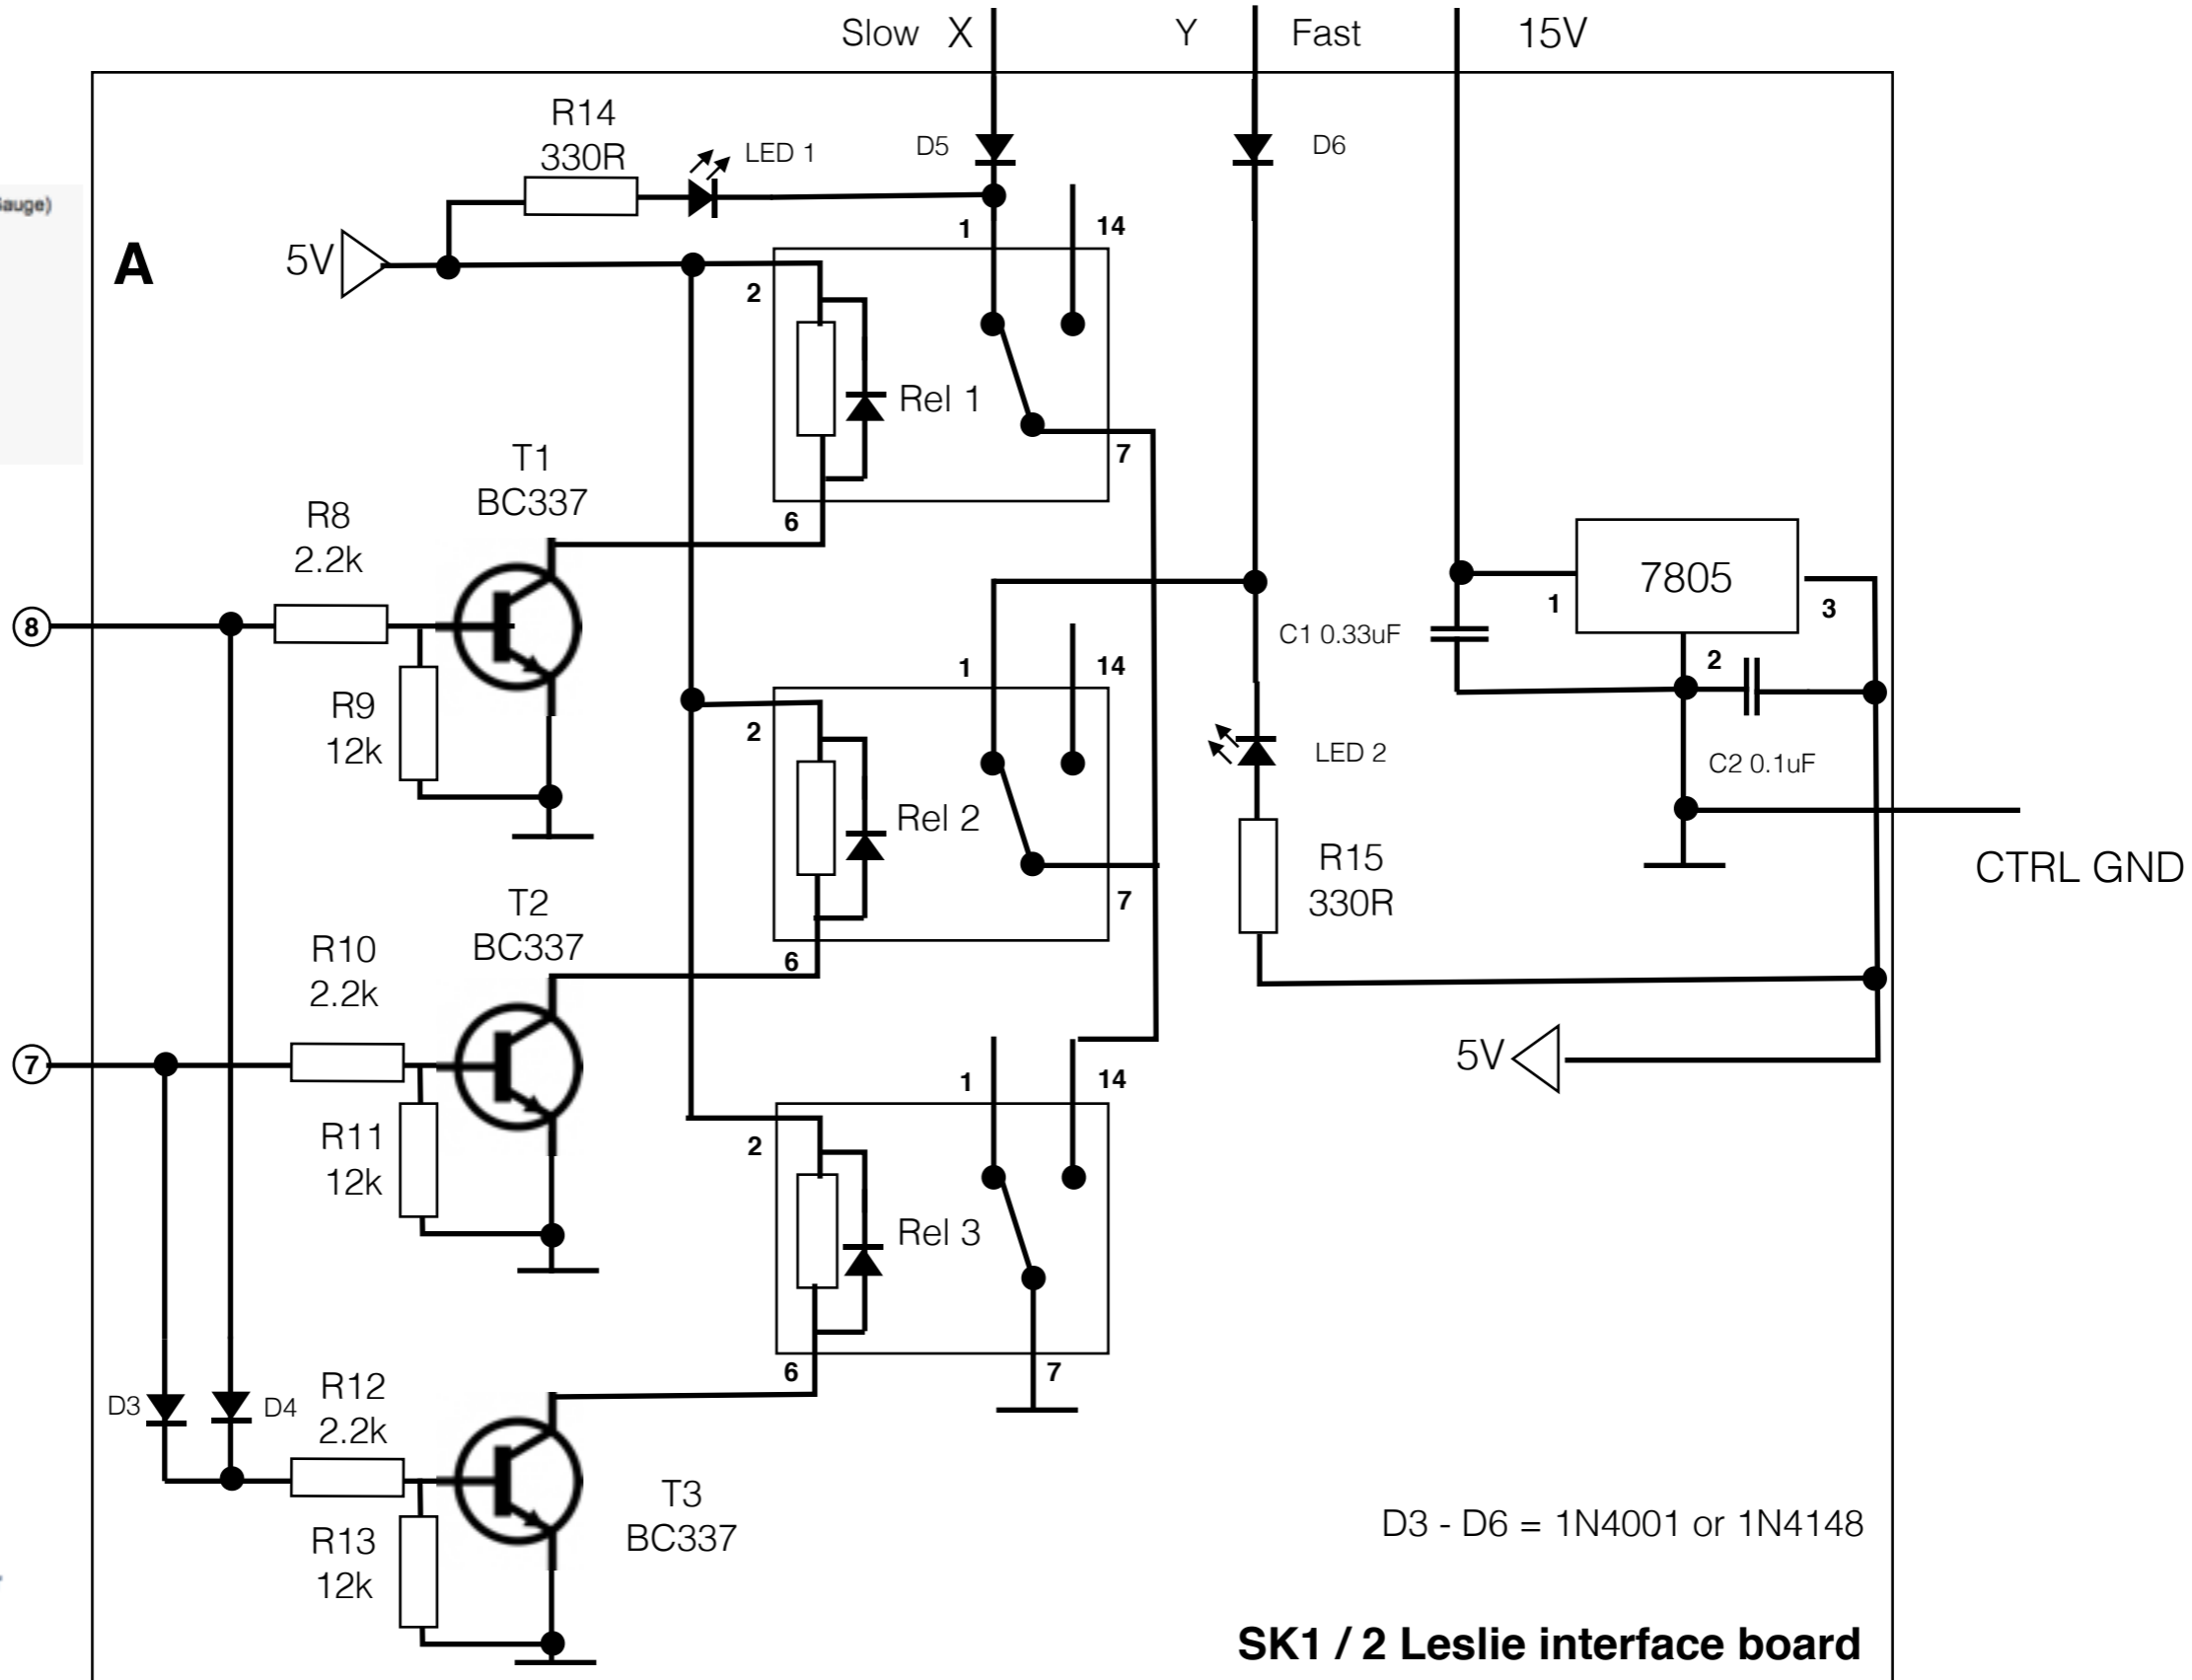 Slow X
Y Fast
15V
R14
330R
LED 1
D5
D6
A
5V
1
14
2
Rel 1
7
6
T1
BC337
R8
2.2k
8
R9
12k
7805
1
3
2
C1 0.33uF
C2 0.1uF
CTRL GND
1
14
2
Rel 2
7
6
LED 2
R15
330R
5V
T2
BC337
R10
2.2k
7
R11
12k
1
14
2
Rel 3
6
7
D3
D4
R12
2.2k
T3
BC337
R13
12k
D3 - D6 = 1N4001 or 1N4148
SK1 / 2 Leslie interface board